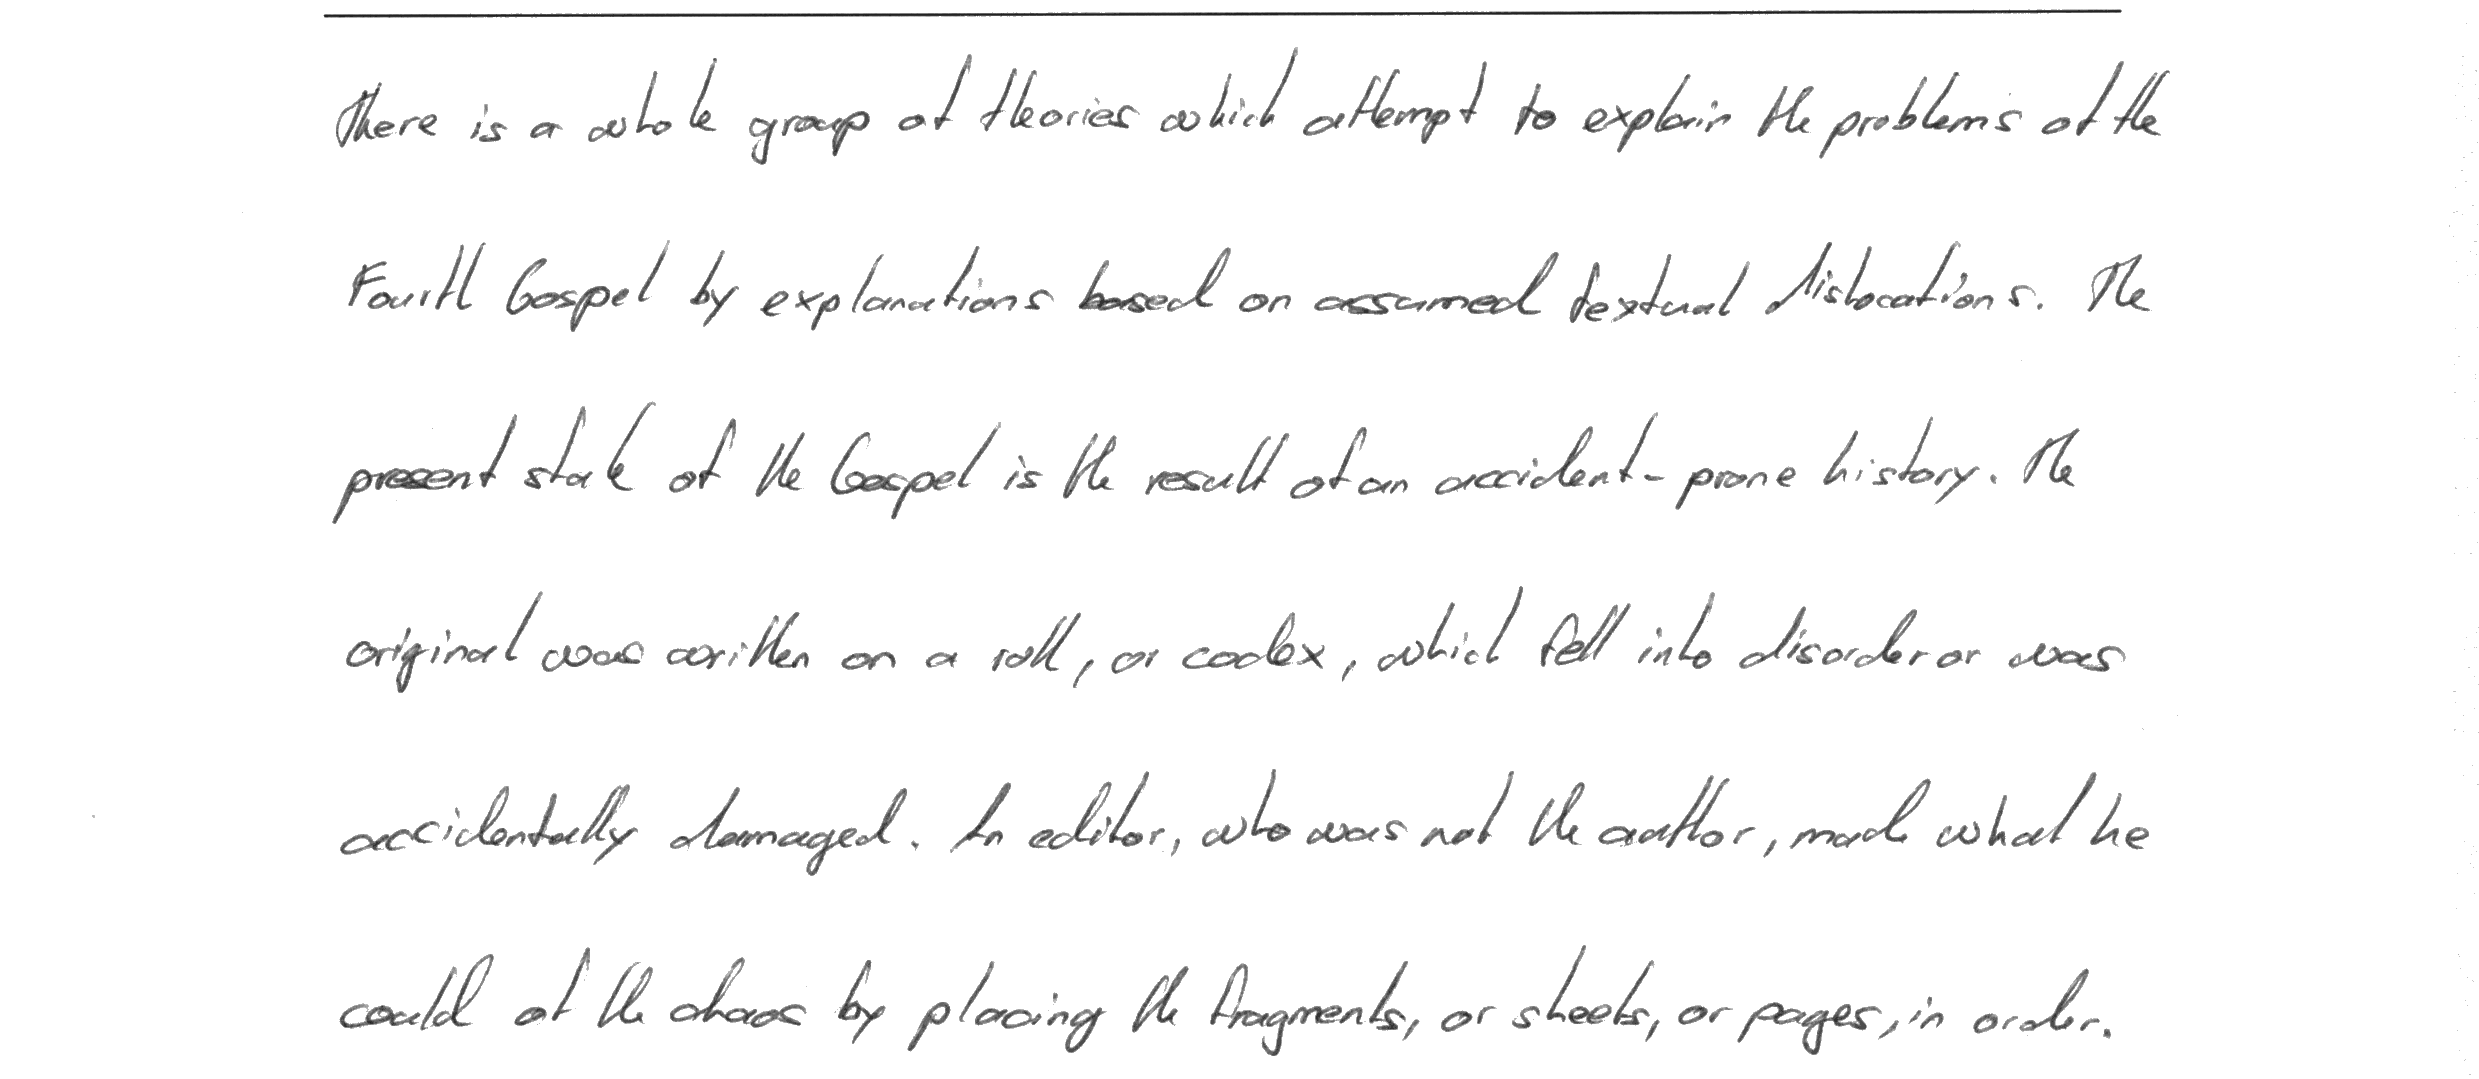 There is a whole group of theories which attempt to explain the problems of the
Fourth Gospel by explanations based on assumed textual dislocations. The
present state of the Gospel is the result of an accident-prone history. The
original was written on a roll, or codex, which fell into disorder or was
accidentally damaged. An editor, who was not the author, made what he
could of the chaos by placing the fragments, or sheets, or pages, in order.